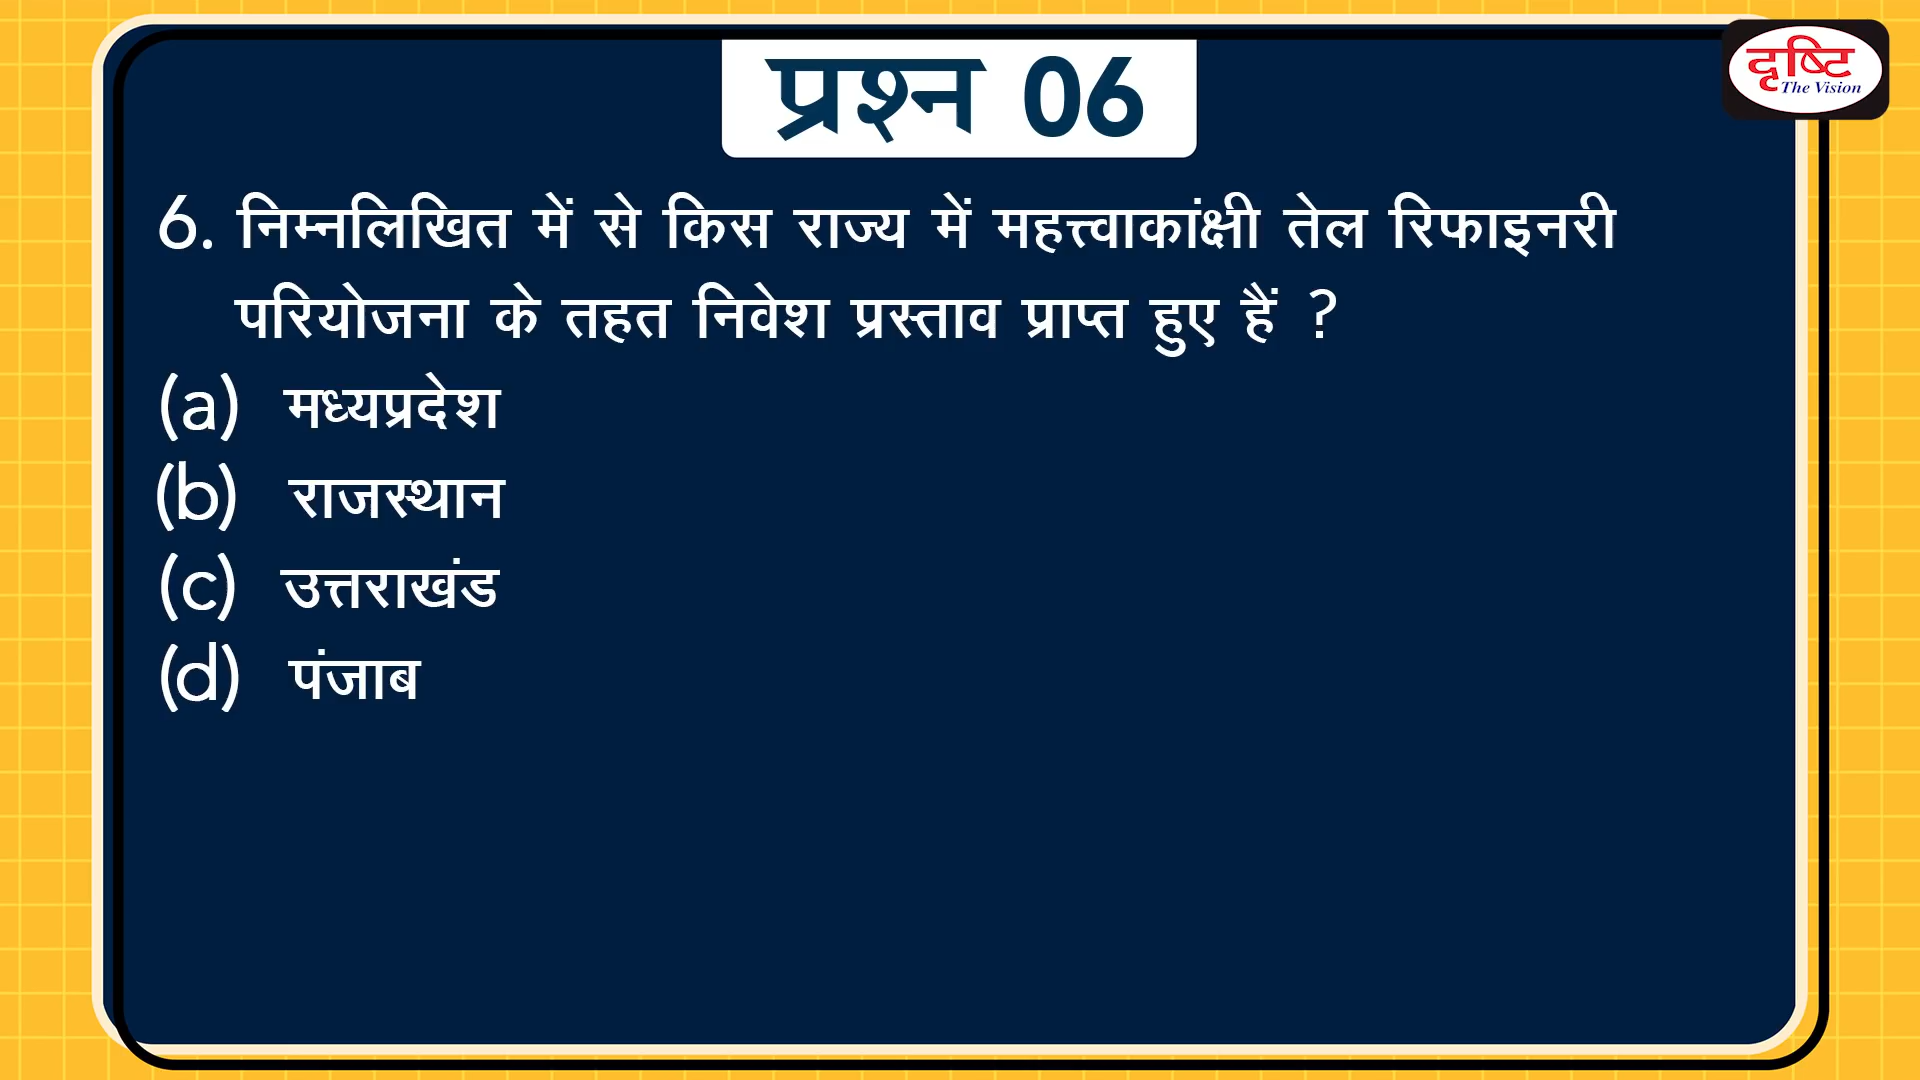 प्रश्न 06
दृष्टि
The Vision
6. निम्नलिखित में से किस राज्य में महत्त्वाकांक्षी तेल रिफाइनरी
परियोजना के तहत निवेश प्रस्ताव प्राप्त हुए हैं ?
(a) मध्यप्रदेश
(b) राजस्थान
(c) उत्तराखंड
(d) पंजाब